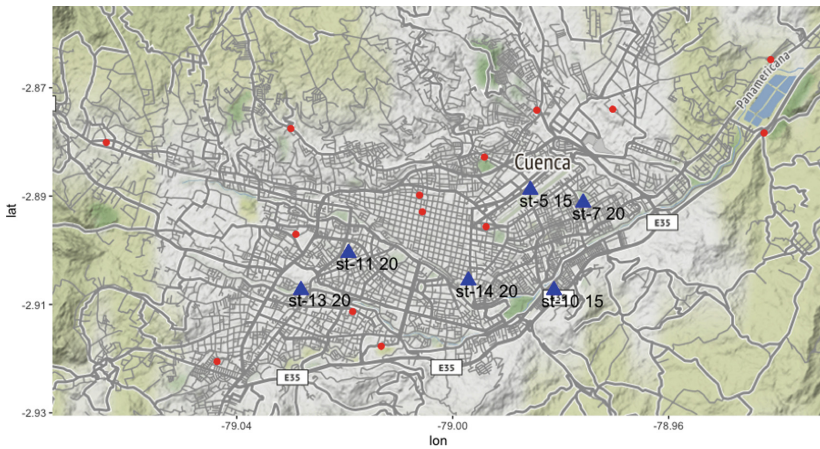 Panamericana
-2.87
Cuenca
-2.89
st-5 15
st-7 20
lat
E35
st-11 20
st-14 20
st-13 20
st-10 15
-2.91
E35
E35
-2.93
-79.04
-79.00
-78.96
lon